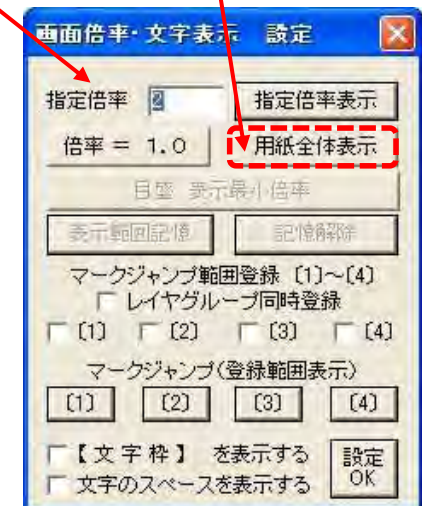 画面倍率・文字表示 設定
指定倍率 2 指定倍率表示
倍率 = 1.0 用紙全体表示
目盛 表示最小倍率
表示範囲記憶 記憶解除
マークジャンプ範囲登録 〔1〕～〔4〕
レイヤグループ同時登録
〔1〕 〔2〕 〔3〕 〔4〕
マークジャンプ(登録範囲表示)
〔1〕 〔2〕 〔3〕 〔4〕
【 文 字 枠 】 を表示する
文字のスペースを表示する
設定
OK